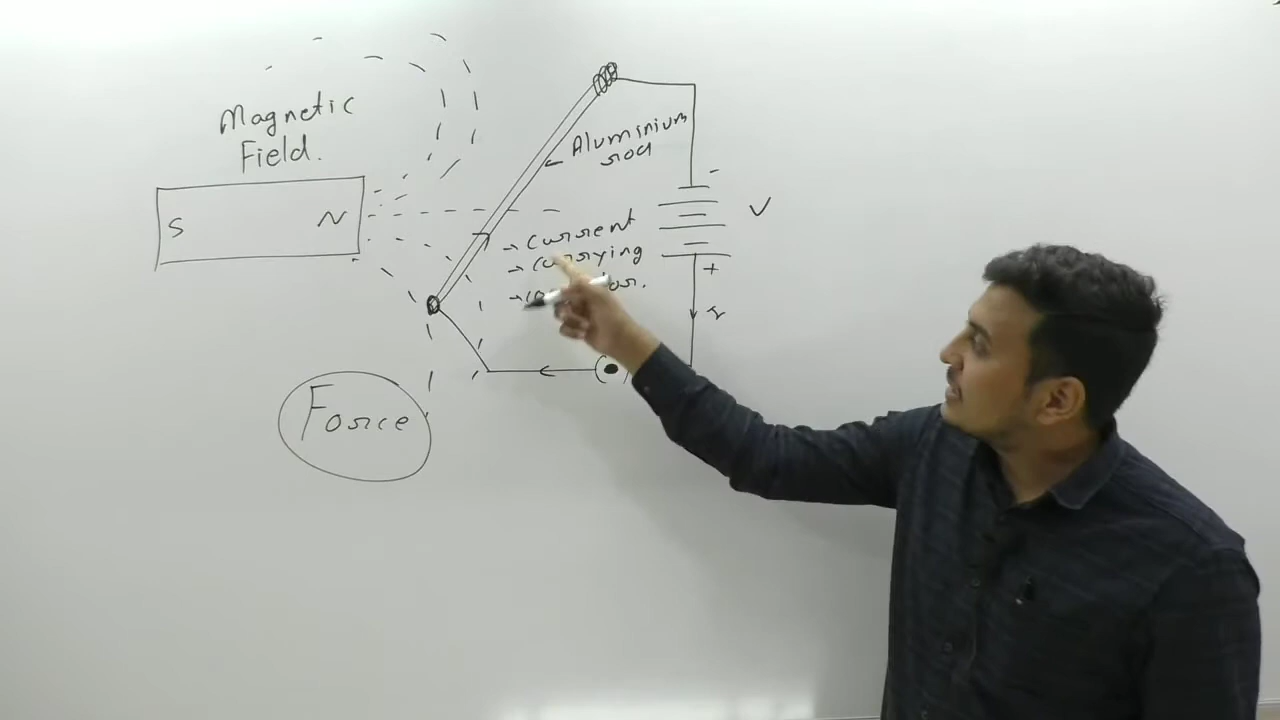 Magnetic
Field.
S N
Aluminium
rod
- V
→ Current
→ Carrying
+
I
Force